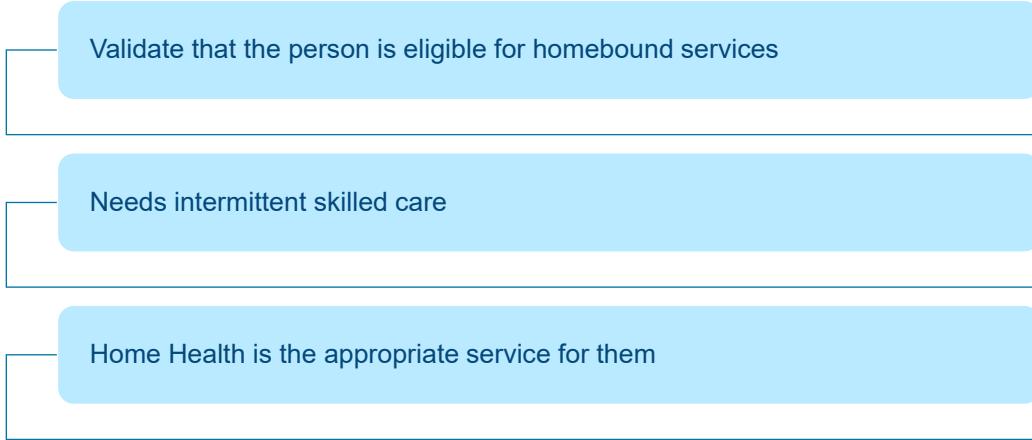 Validate that the person is eligible for homebound services
Needs intermittent skilled care
Home Health is the appropriate service for them